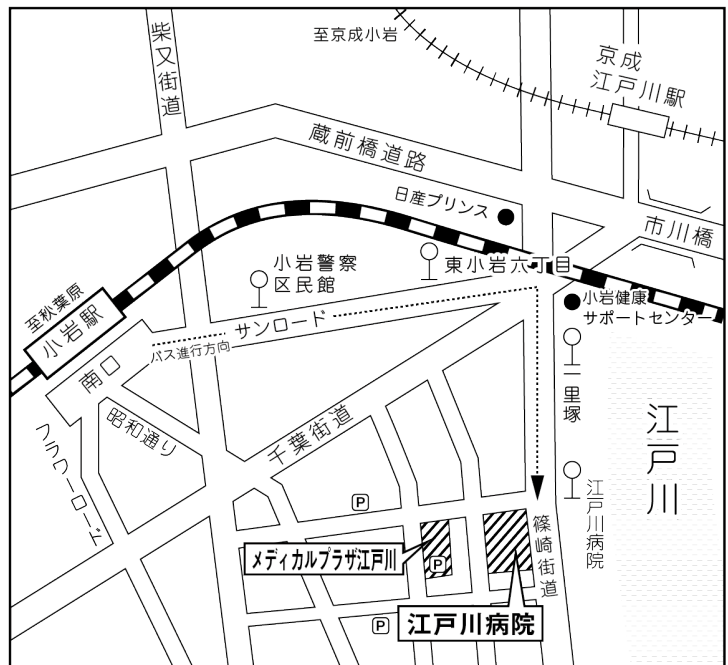 柴又街道
至京成小岩
京成
江戸川駅
蔵前橋道路
日産プリンス
市川橋
小岩警察
区民館
東小岩六丁目
至秋葉原
小岩駅
小岩健康
サポートセンター
サンロード
バス進行方向
南口
一里塚
昭和通り
千葉街道
フラワーロード
江戸川
江戸川病院
P
篠崎街道
メディカルプラザ江戸川
P
江戸川病院
P